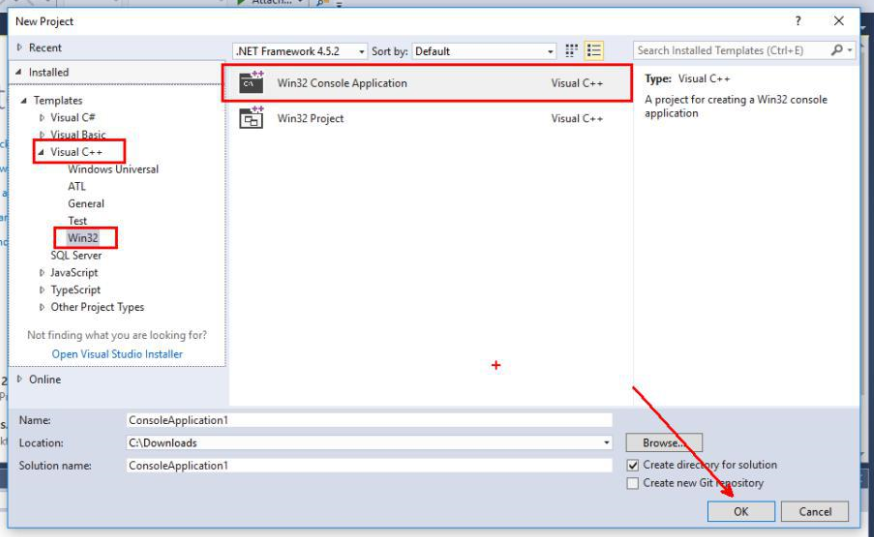 Attach...
New Project
?
Recent
.NET Framework 4.5.2
Sort by: Default
Search Installed Templates (Ctrl+E)
Installed
Templates
Visual C#
Visual Basic
Visual C++
Windows Universal
ATL
General
Test
Win32
SQL Server
JavaScript
TypeScript
Other Project Types
Not finding what you are looking for?
Open Visual Studio Installer
Online
Win32 Console Application Visual C++
Win32 Project Visual C++
Type: Visual C++
A project for creating a Win32 console
application
Name: ConsoleApplication1
Location: C:\Downloads Browse...
Solution name: ConsoleApplication1
Create directory for solution
Create new Git repository
OK Cancel